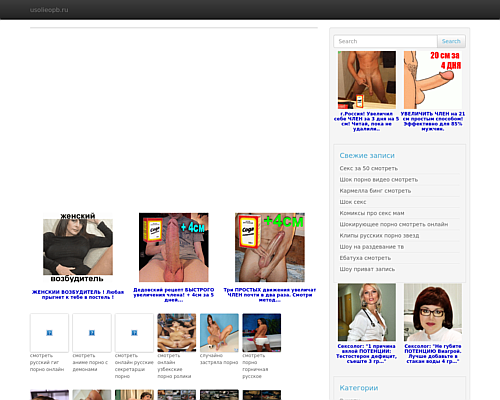 usolieopb.ru
Search
Search
20 см за
4 ДНЯ
г.Россия! Увеличил
себе ЧЛЕН за 3 дня на 5
см! Читай, пока не
удалили..
УВЕЛИЧИТЬ ЧЛЕН на 21
см простым способом!
Эффективно для 85%
мужчин.
Свежие записи
Секс за 50 смотреть
Шок порно видео смотреть
Кармелла бинг смотреть
Шок секс
Комиксы про секс мам
Шокирующее порно смотреть онлайн
Клипы русских порно звезд
Шоу на раздевание тв
Ебатуха смотреть
Шоу приват запись
женский
возбудитель
ЖЕНСКИЙ ВОЗБУДИТЕЛЬ ! Любая
прыгнет к тебе в постель !
Сода
+4см
Дедовский рецепт БЫСТРОГО
увеличения члена! + 4см за 5
дней...
Сода
+4см
Три ПРОСТЫХ движения увеличат
ЧЛЕН почти в два раза. Смотри
метод...
Сексолог: "1 причина
вялой ПОТЕНЦИИ:
Тестостерон дефицит,
съешьте 3 гр..."
Сексолог: "Не губите
ПОТЕНЦИЮ Виагрой.
Лучше добавьте в
стакан воды 4 гр..."
смотреть
русский гип
порно онлайн
смотреть
аниме порно с
демонами
смотреть
онлайн русские
секретарши
порно
смотреть
онлайн
узбекские
порно ролики
случайно
застряла порно
смотреть
порно
горничная
русское
Категории